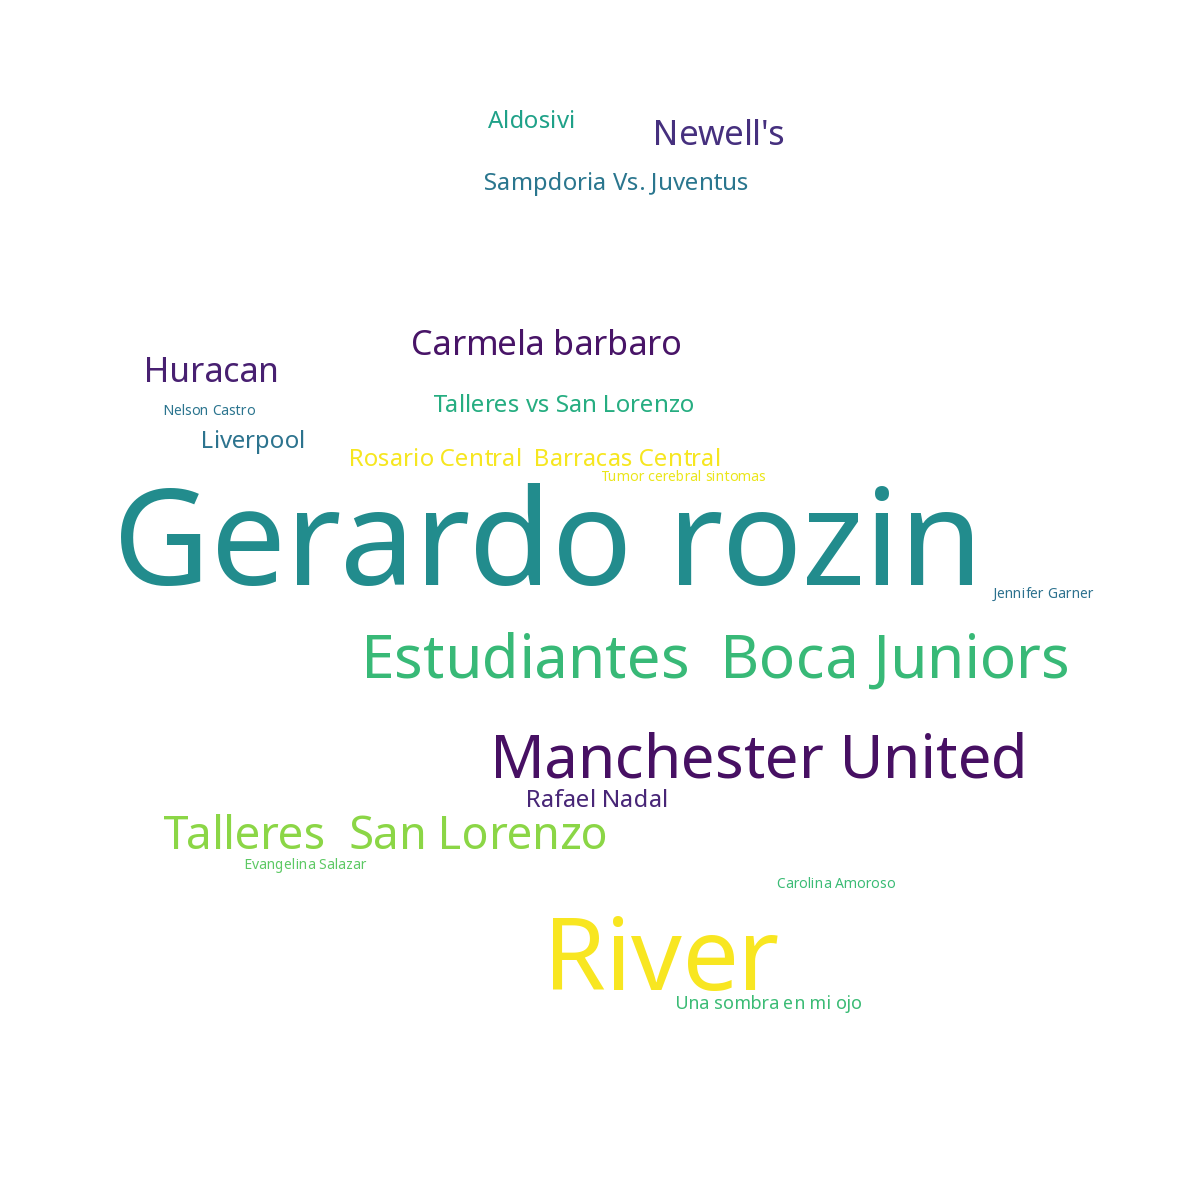 Aldosivi
Newell's
Sampdoria Vs. Juventus
Carmela barbaro
Huracan
Talleres vs San Lorenzo
Nelson Castro
Liverpool
Rosario Central  Barracas Central
Tumor cerebral sintomas
Gerardo rozin
Jennifer Garner
Estudiantes  Boca Juniors
Manchester United
Rafael Nadal
Talleres  San Lorenzo
Evangelina Salazar
Carolina Amoroso
River
Una sombra en mi ojo